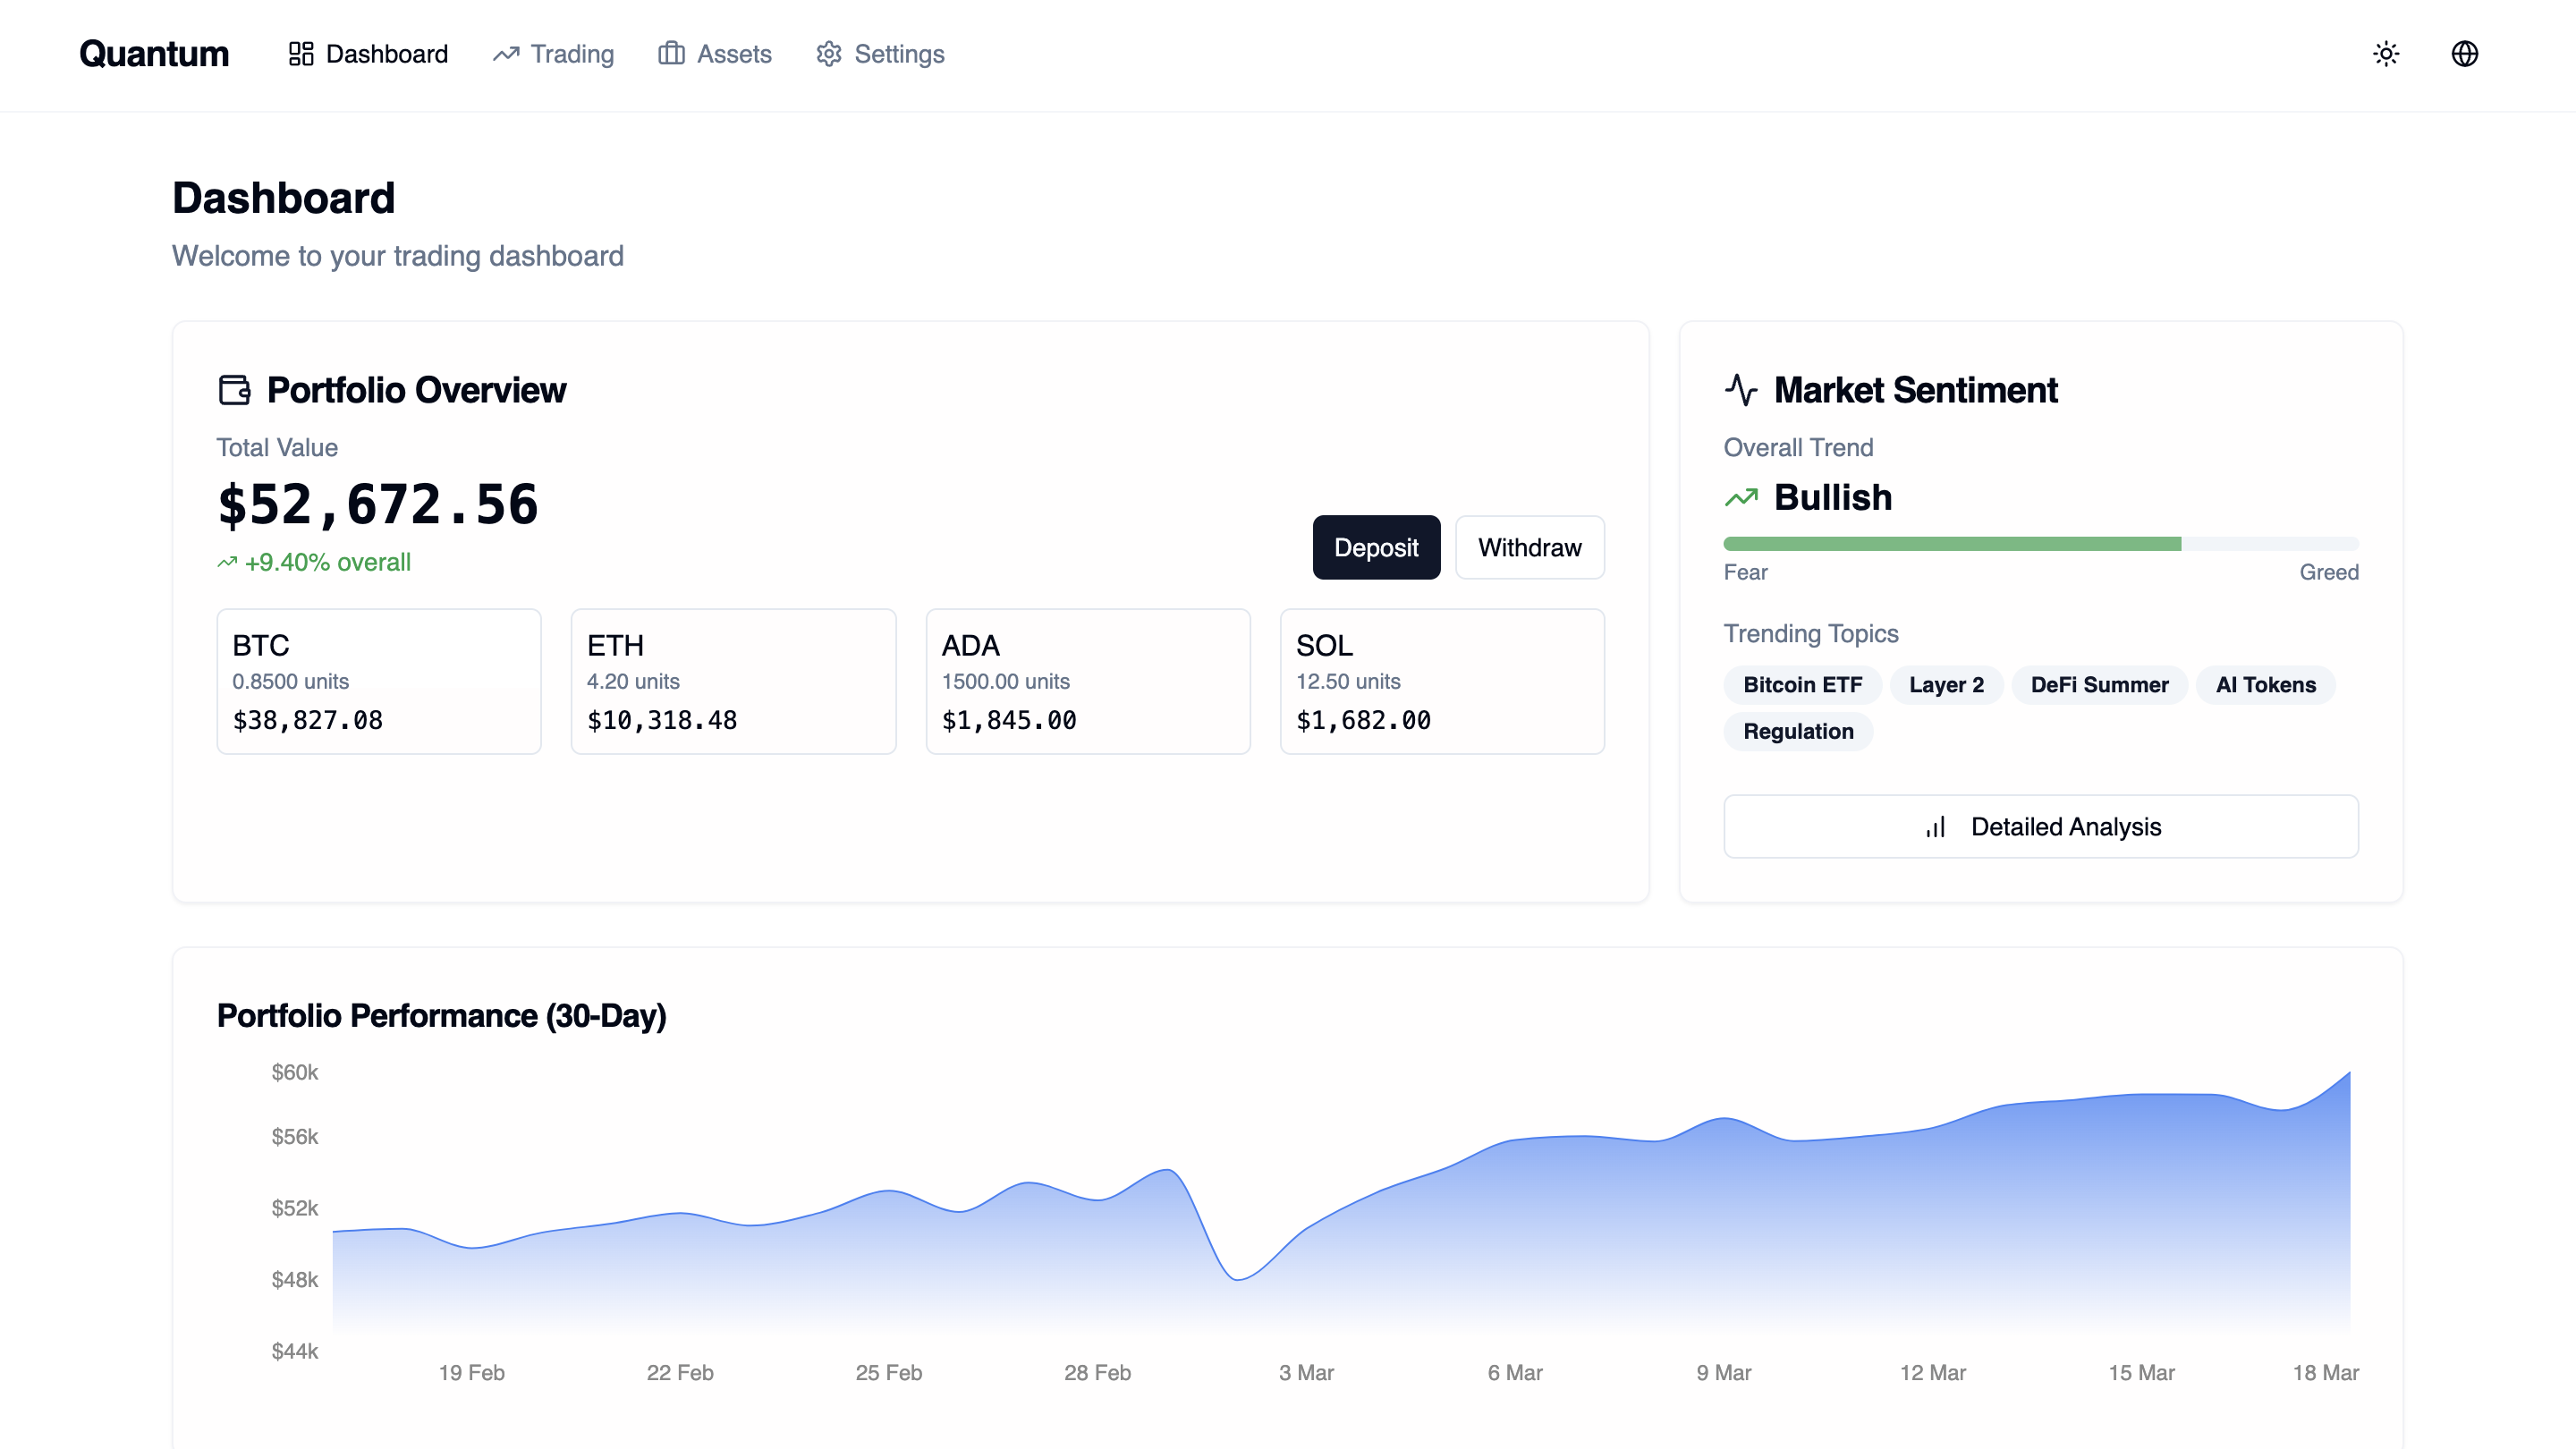 Quantum Dashboard Trading Assets Settings
Dashboard
Welcome to your trading dashboard
Portfolio Overview
Total Value
$52,672.56
+9.40% overall
Deposit Withdraw
BTC
0.8500 units
$38,827.08
ETH
4.20 units
$10,318.48
ADA
1500.00 units
$1,845.00
SOL
12.50 units
$1,682.00
Market Sentiment
Overall Trend
Bullish
Fear Greed
Trending Topics
Bitcoin ETF Layer 2 DeFi Summer AI Tokens
Regulation
Detailed Analysis
Portfolio Performance (30-Day)
$60k
$56k
$52k
$48k
$44k
19 Feb 22 Feb 25 Feb 28 Feb 3 Mar 6 Mar 9 Mar 12 Mar 15 Mar 18 Mar